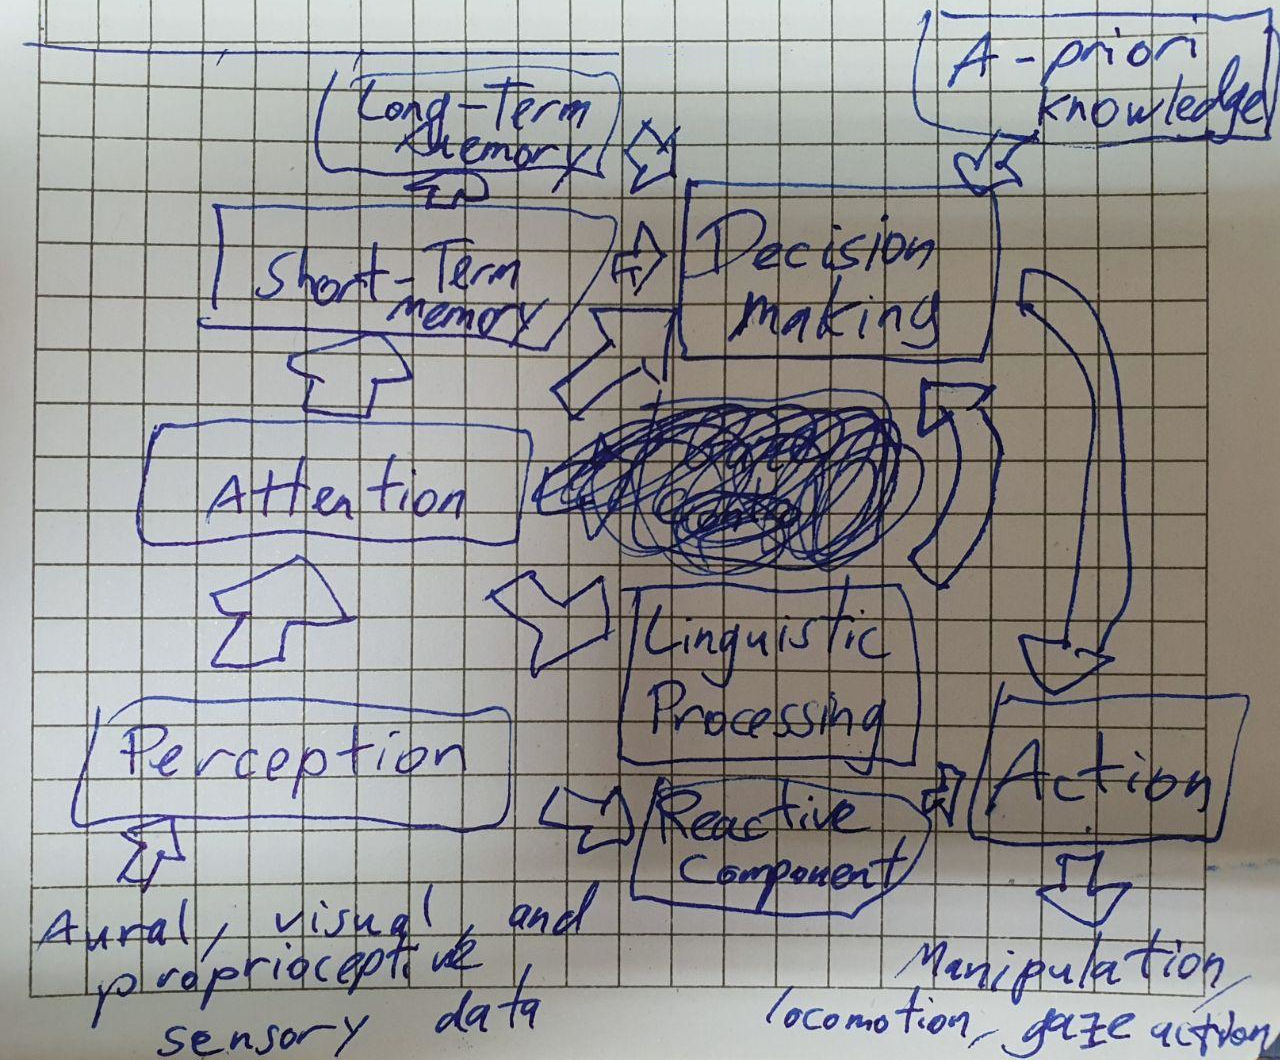 A-priori
knowledge
Long-Term
Memory
Short-Term
memory
Decision
making
Attention
Linguistic
Processing
Perception
Action
Reactive
Component
Aural, visual, and
proprioceptive
sensory data
Manipulation,
locomotion, gaze action